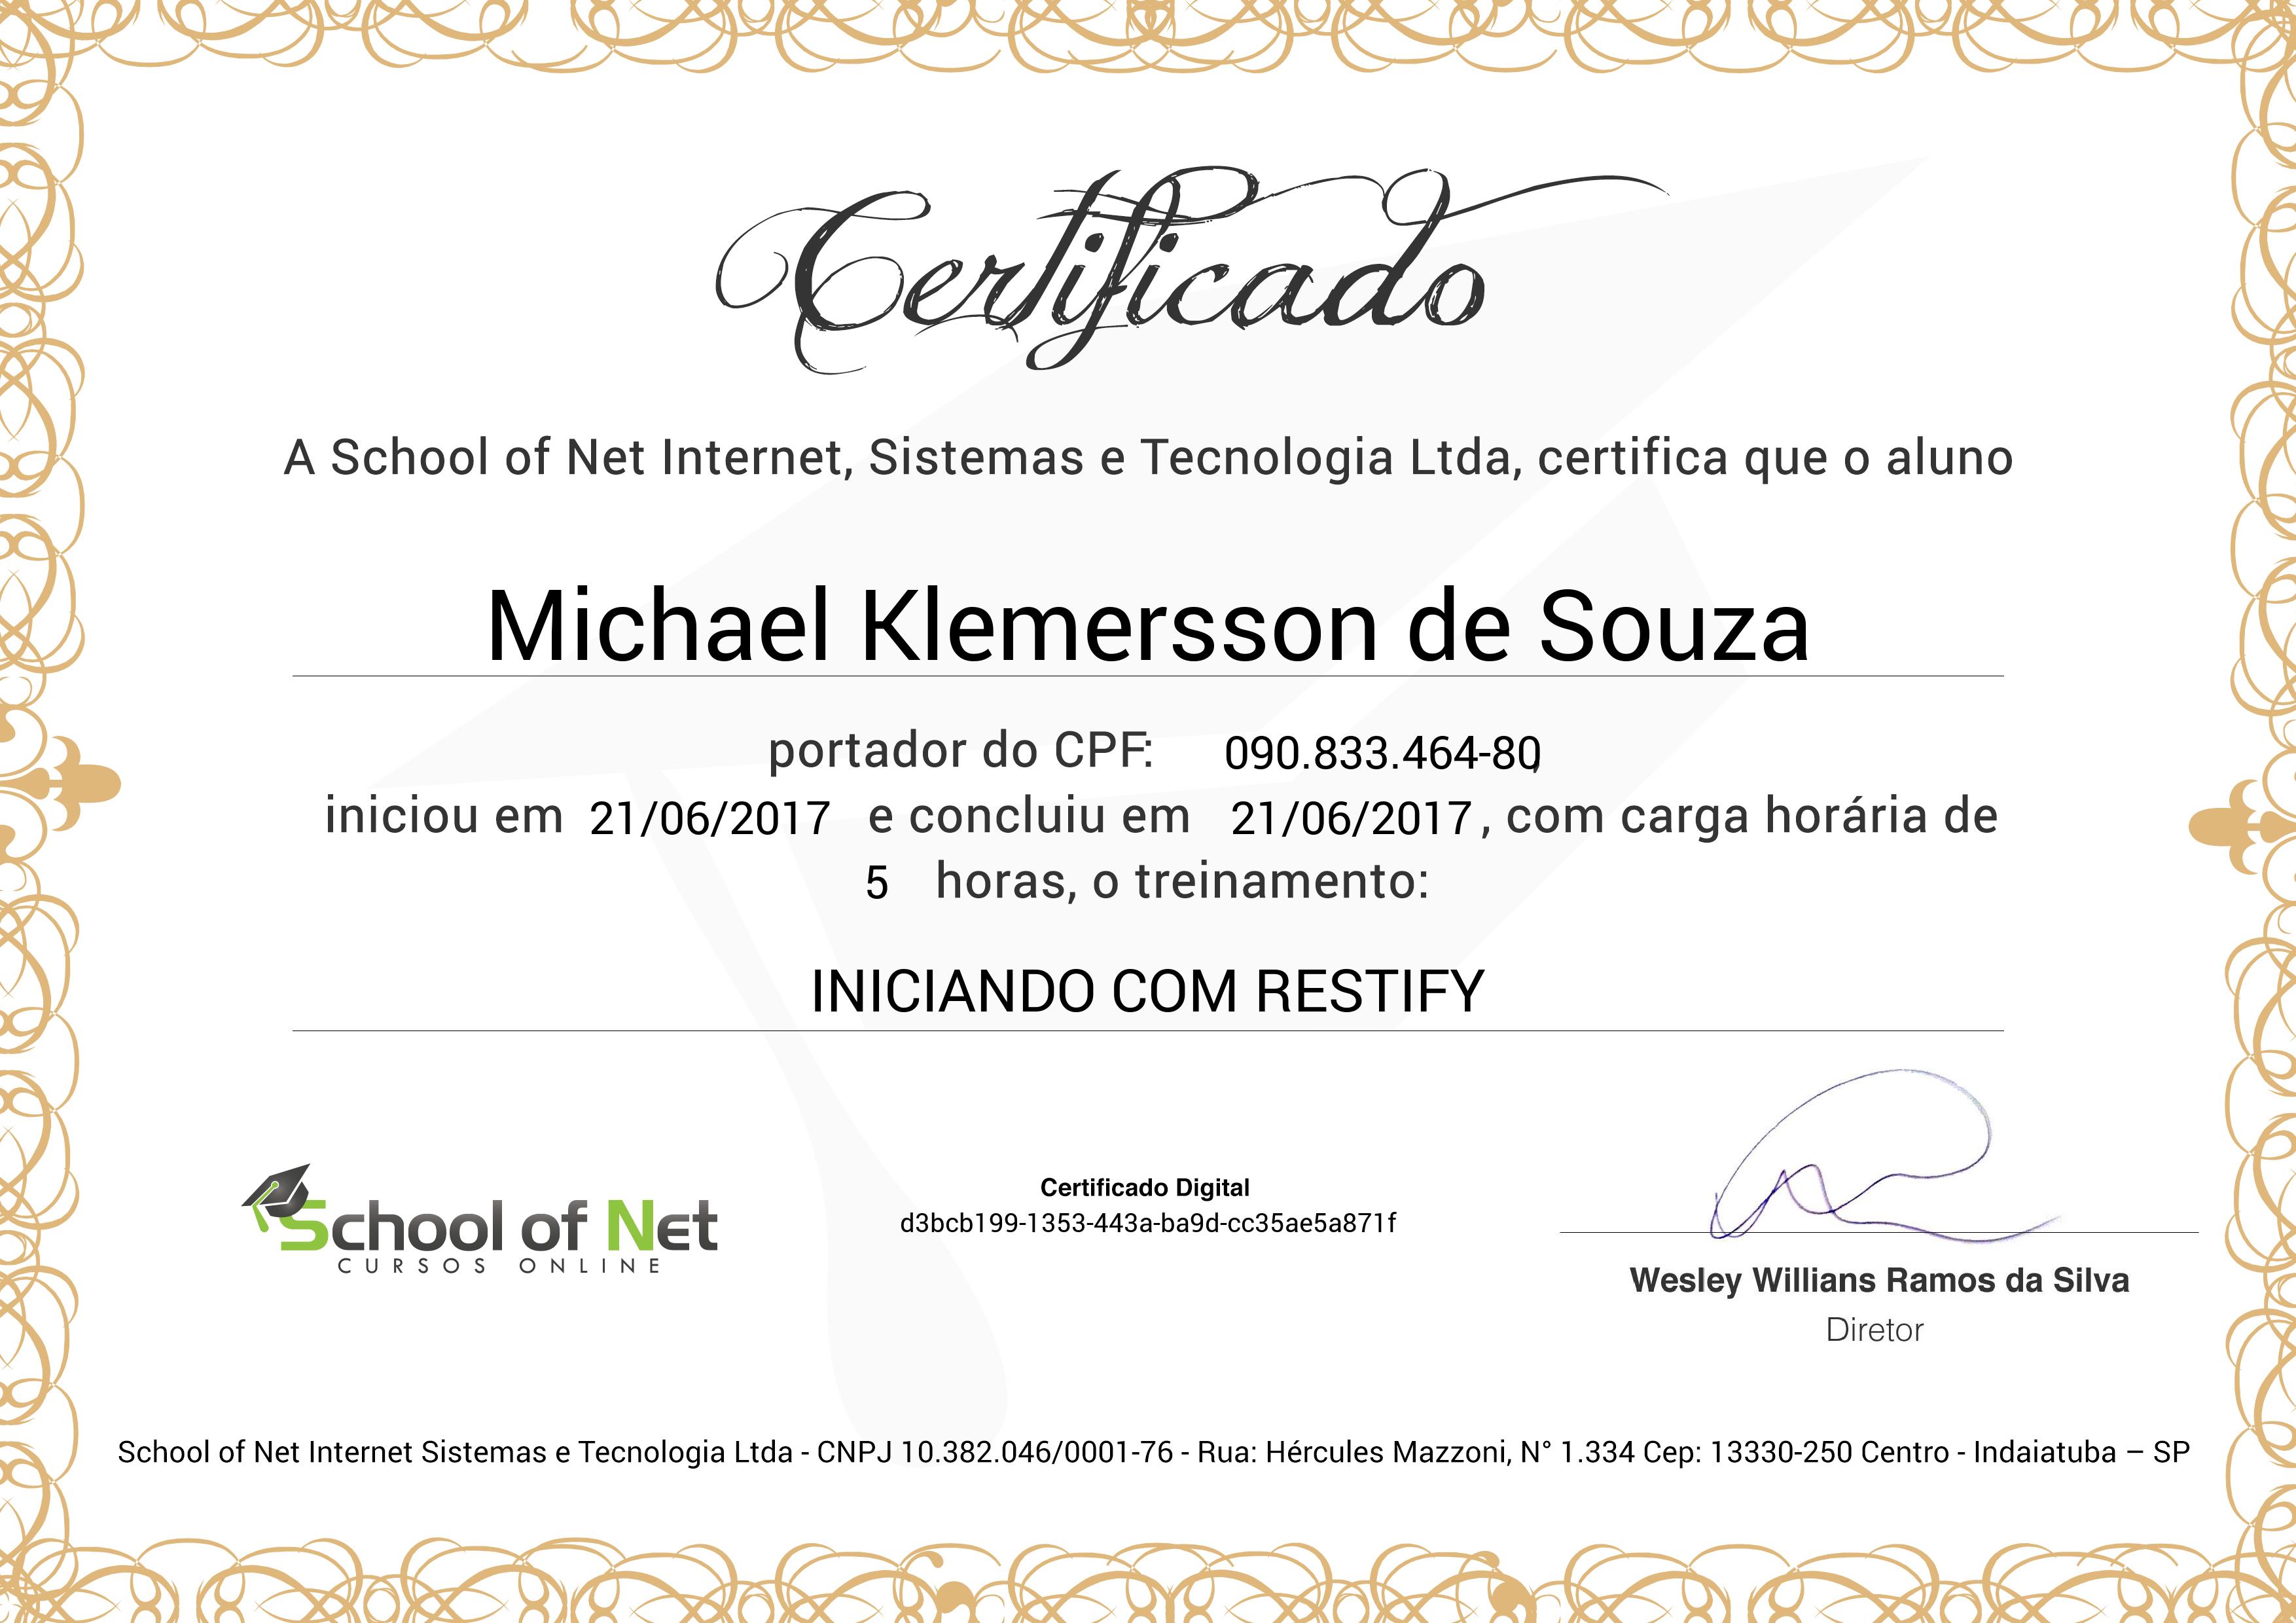 Certificado
A School of Net Internet, Sistemas e Tecnologia Ltda, certifica que o aluno
Michael Klemersson de Souza
portador do CPF: 090.833.464-80,
iniciou em 21/06/2017 e concluiu em 21/06/2017, com carga horária de
5 horas, o treinamento:
INICIANDO COM RESTIFY
School of Net
CURSOS ONLINE
Certificado Digital
d3bcb199-1353-443a-ba9d-cc35ae5a871f
Wesley Willians Ramos da Silva
Diretor
School of Net Internet Sistemas e Tecnologia Ltda - CNPJ 10.382.046/0001-76 - Rua: Hércules Mazzoni, N° 1.334 Cep: 13330-250 Centro - Indaiatuba – SP